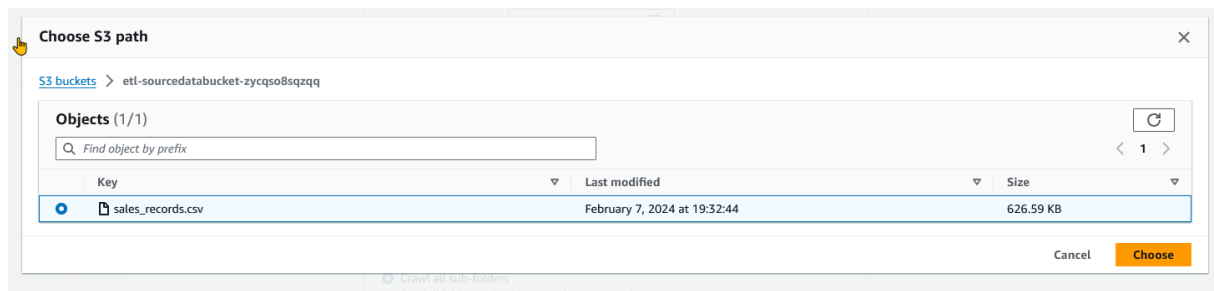 Choose S3 path
S3 buckets > etl-sourcedatabucket-zycqso8sqzqq
Objects (1/1)
Find object by prefix
< 1 >
Key Last modified Size
sales_records.csv February 7, 2024 at 19:32:44 626.59 KB
Cancel Choose
Crawl all sub-folders